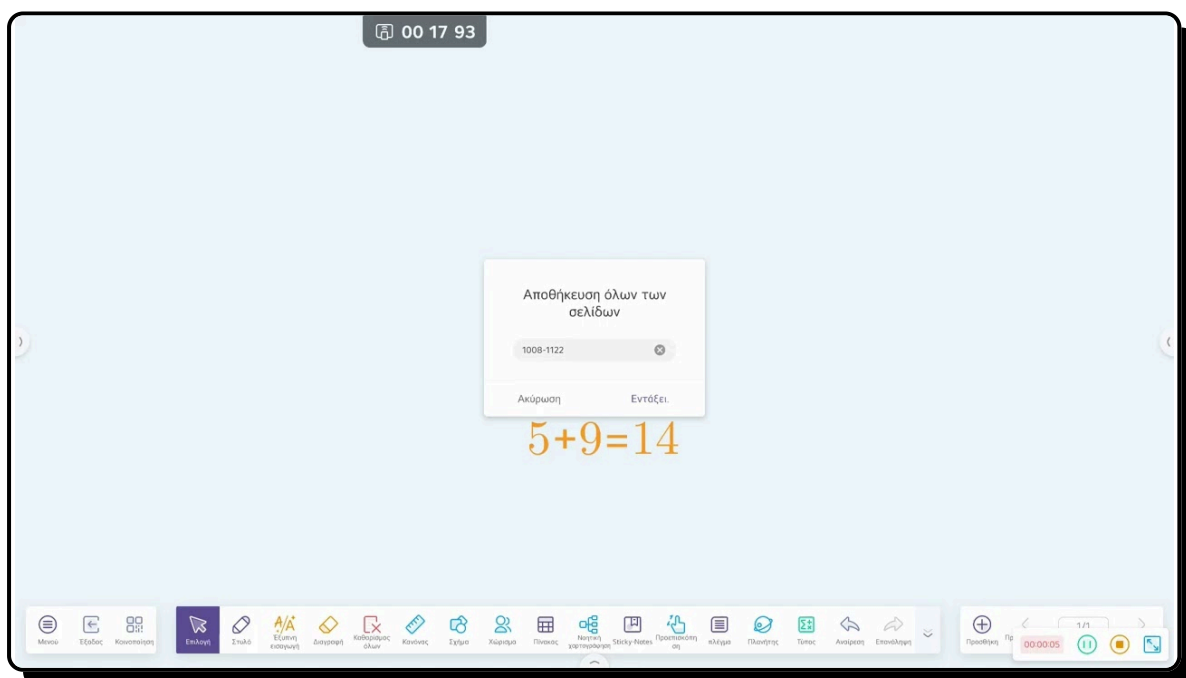 00 17 93
Αποθήκευση όλων των
σελίδων
1008-1122
Ακύρωση Εντάξει.
5+9=14
Μενού Έξοδος Κοινοποίηση Επιλογή Στυλό Έξυπνη εισαγωγή Διαγραφή Καθαρισμός όλων Κανόνας Σχήμα Χώρισμα Πίνακας Νοητική χαρτογράφηση Sticky-Notes Προεπισκόπη ση πλέγμα Πλανήτης Τύπος Αναίρεση Επανάληψη Προσθήκη 1/1
00:00:05